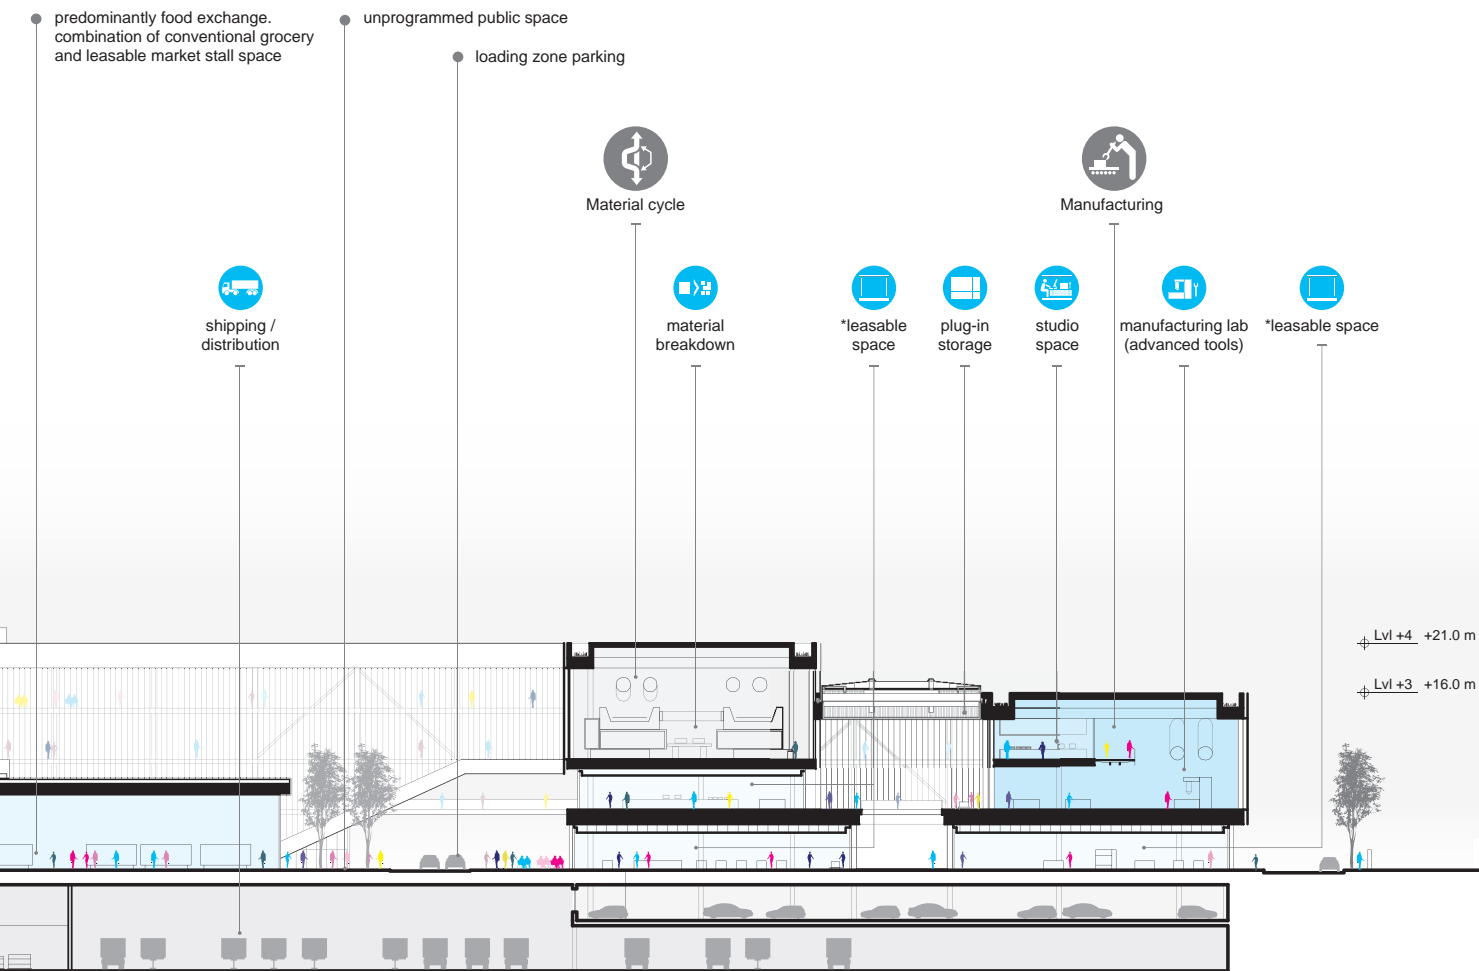 predominantly food exchange.
combination of conventional grocery
and leasable market stall space
unprogrammed public space
loading zone parking
Material cycle
Manufacturing
shipping /
distribution
material
breakdown
*leasable
space
plug-in
storage
studio
space
manufacturing lab
(advanced tools)
*leasable space
Lvl +4 +21.0 m
Lvl +3 +16.0 m